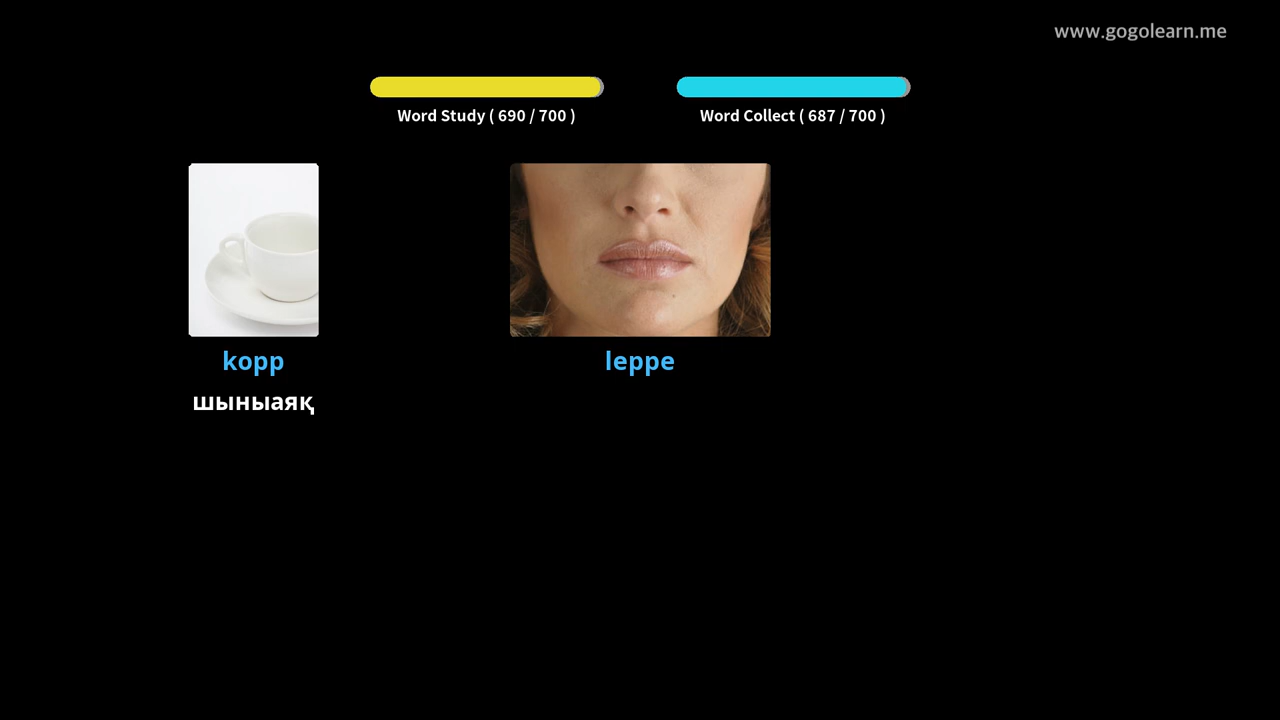 www.gogolearn.me
Word Study ( 690 / 700 )
Word Collect ( 687 / 700 )
kopp
leppe
шыныаяқ